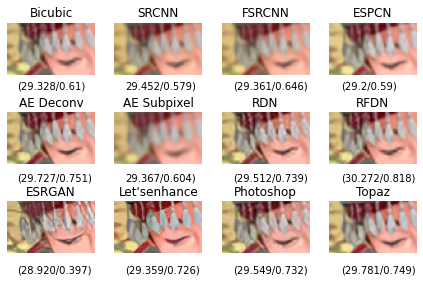 Bicubic SRCNN FSRCNN ESPCN
(29.328/0.61) 29.452/0.579) (29.361/0.646) (29.2/0.59)
AE Deconv AE Subpixel RDN RFDN
(29.727/0.751) 29.367/0.604) (29.512/0.739) (30.272/0.818)
ESRGAN Let'senhance Photoshop Topaz
(28.920/0.397) (29.359/0.726) (29.549/0.732) (29.781/0.749)